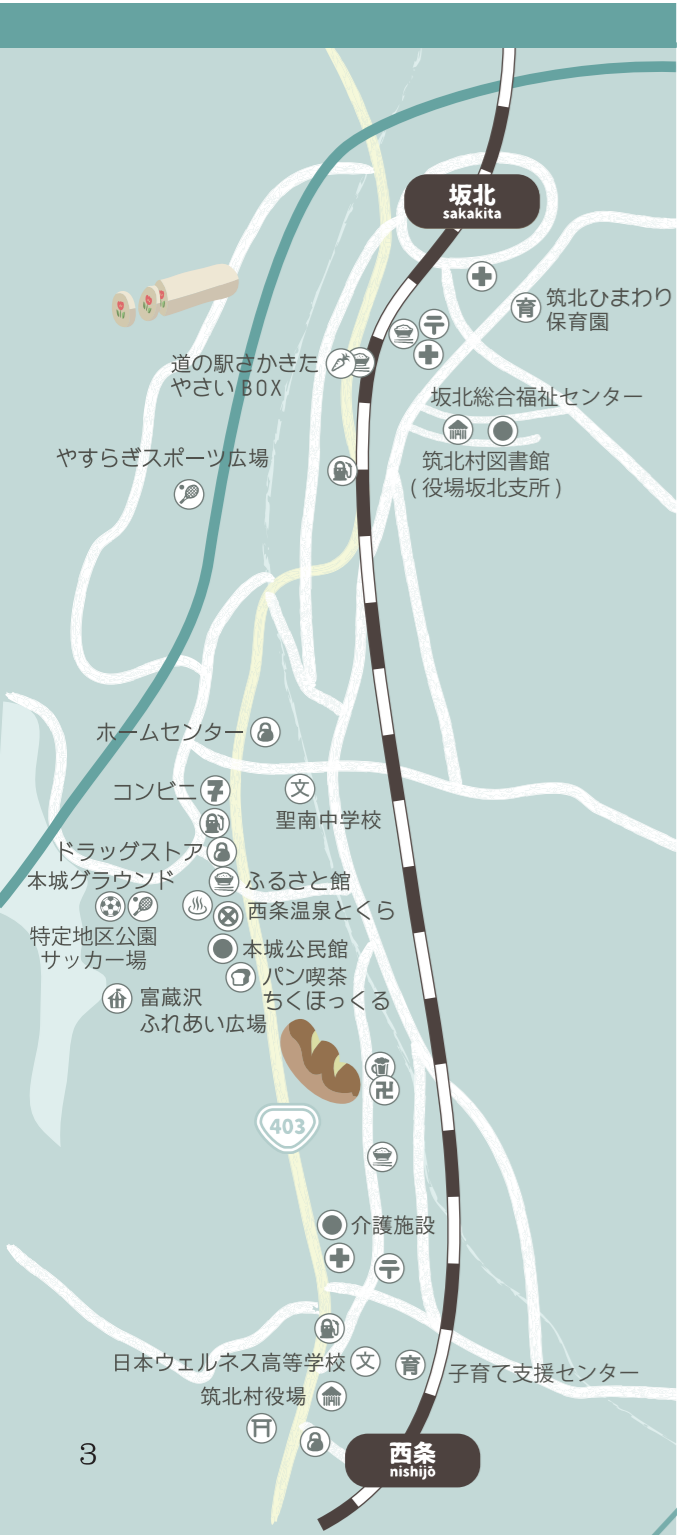 坂北
sakakita
筑北ひまわり
保育園
育
〒
道の駅さかきた
やさい BOX
坂北総合福祉センター
筑北村図書館
( 役場坂北支所 )
やすらぎスポーツ広場
ホームセンター
コンビニ
7
文
聖南中学校
ドラッグストア
本城グラウンド
ふるさと館
西条温泉とくら
特定地区公園
サッカー場
本城公民館
パン喫茶
ちくほっくる
富蔵沢
ふれあい広場
卍
403
介護施設
〒
日本ウェルネス高等学校
文
育
子育て支援センター
筑北村役場
3
西条
nishijō